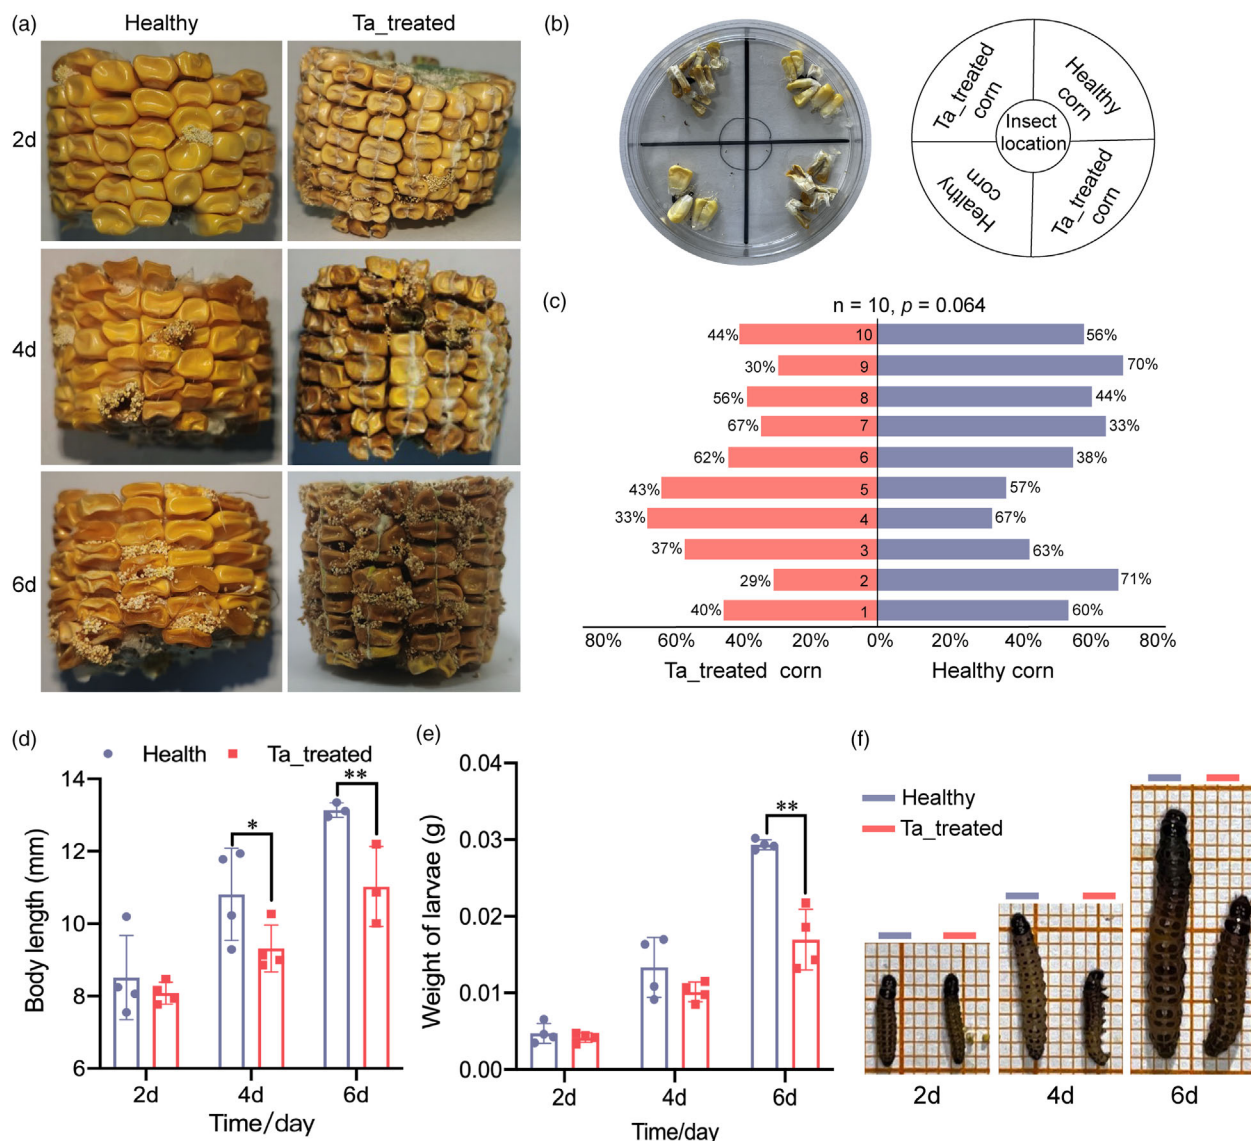 (a)
Healthy
Ta_treated
2d
4d
6d
(b)
Ta_treated
corn
Healthy
corn
Insect
location
Healthy
corn
Ta_treated
corn
(c)
n = 10, p = 0.064
44% 10 56%
30% 9 70%
56% 8 44%
67% 7 33%
62% 6 38%
43% 5 57%
33% 4 67%
37% 3 63%
29% 2 71%
40% 1 60%
80% 60% 40% 20% 0% 20% 40% 60% 80%
Ta_treated corn Healthy corn
(d)
Health Ta_treated
14
12
10
8
6
Body length (mm)
* **
2d 4d 6d
Time/day
(e)
0.04
0.03
0.02
0.01
0.00
Weight of larvae (g)
**
2d 4d 6d
Time/day
(f)
Healthy
Ta_treated
2d 4d 6d